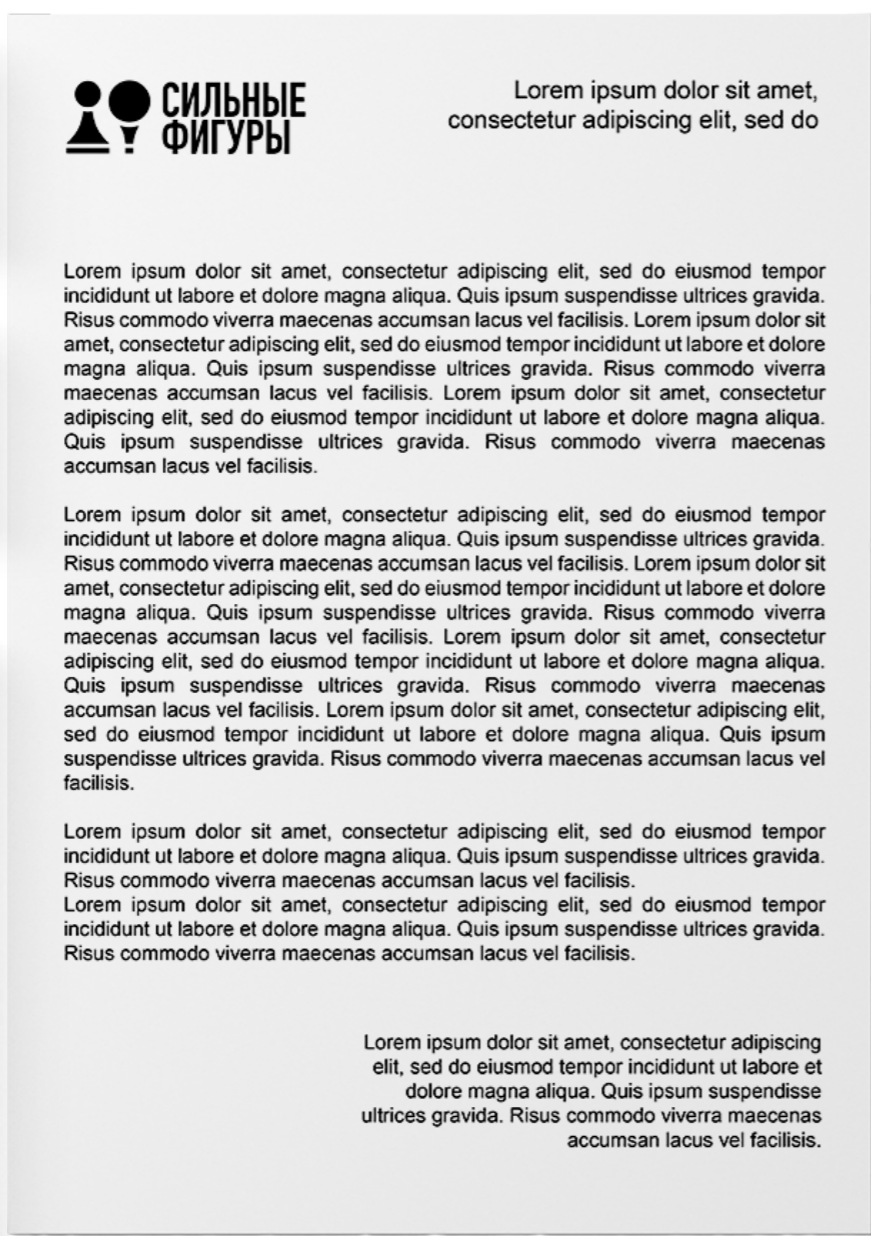 СИЛЬНЫЕ
ФИГУРЫ
Lorem ipsum dolor sit amet,
consectetur adipiscing elit, sed do
Lorem ipsum dolor sit amet, consectetur adipiscing elit, sed do eiusmod tempor
incididunt ut labore et dolore magna aliqua. Quis ipsum suspendisse ultrices gravida.
Risus commodo viverra maecenas accumsan lacus vel facilisis. Lorem ipsum dolor sit
amet, consectetur adipiscing elit, sed do eiusmod tempor incididunt ut labore et dolore
magna aliqua. Quis ipsum suspendisse ultrices gravida. Risus commodo viverra
maecenas accumsan lacus vel facilisis. Lorem ipsum dolor sit amet, consectetur
adipiscing elit, sed do eiusmod tempor incididunt ut labore et dolore magna aliqua.
Quis ipsum suspendisse ultrices gravida. Risus commodo viverra maecenas
accumsan lacus vel facilisis.
Lorem ipsum dolor sit amet, consectetur adipiscing elit, sed do eiusmod tempor
incididunt ut labore et dolore magna aliqua. Quis ipsum suspendisse ultrices gravida.
Risus commodo viverra maecenas accumsan lacus vel facilisis. Lorem ipsum dolor sit
amet, consectetur adipiscing elit, sed do eiusmod tempor incididunt ut labore et dolore
magna aliqua. Quis ipsum suspendisse ultrices gravida. Risus commodo viverra
maecenas accumsan lacus vel facilisis. Lorem ipsum dolor sit amet, consectetur
adipiscing elit, sed do eiusmod tempor incididunt ut labore et dolore magna aliqua.
Quis ipsum suspendisse ultrices gravida. Risus commodo viverra maecenas
accumsan lacus vel facilisis. Lorem ipsum dolor sit amet, consectetur adipiscing elit,
sed do eiusmod tempor incididunt ut labore et dolore magna aliqua. Quis ipsum
suspendisse ultrices gravida. Risus commodo viverra maecenas accumsan lacus vel
facilisis.
Lorem ipsum dolor sit amet, consectetur adipiscing elit, sed do eiusmod tempor
incididunt ut labore et dolore magna aliqua. Quis ipsum suspendisse ultrices gravida.
Risus commodo viverra maecenas accumsan lacus vel facilisis.
Lorem ipsum dolor sit amet, consectetur adipiscing elit, sed do eiusmod tempor
incididunt ut labore et dolore magna aliqua. Quis ipsum suspendisse ultrices gravida.
Risus commodo viverra maecenas accumsan lacus vel facilisis.
Lorem ipsum dolor sit amet, consectetur adipiscing
elit, sed do eiusmod tempor incididunt ut labore et
dolore magna aliqua. Quis ipsum suspendisse
ultrices gravida. Risus commodo viverra maecenas
accumsan lacus vel facilisis.